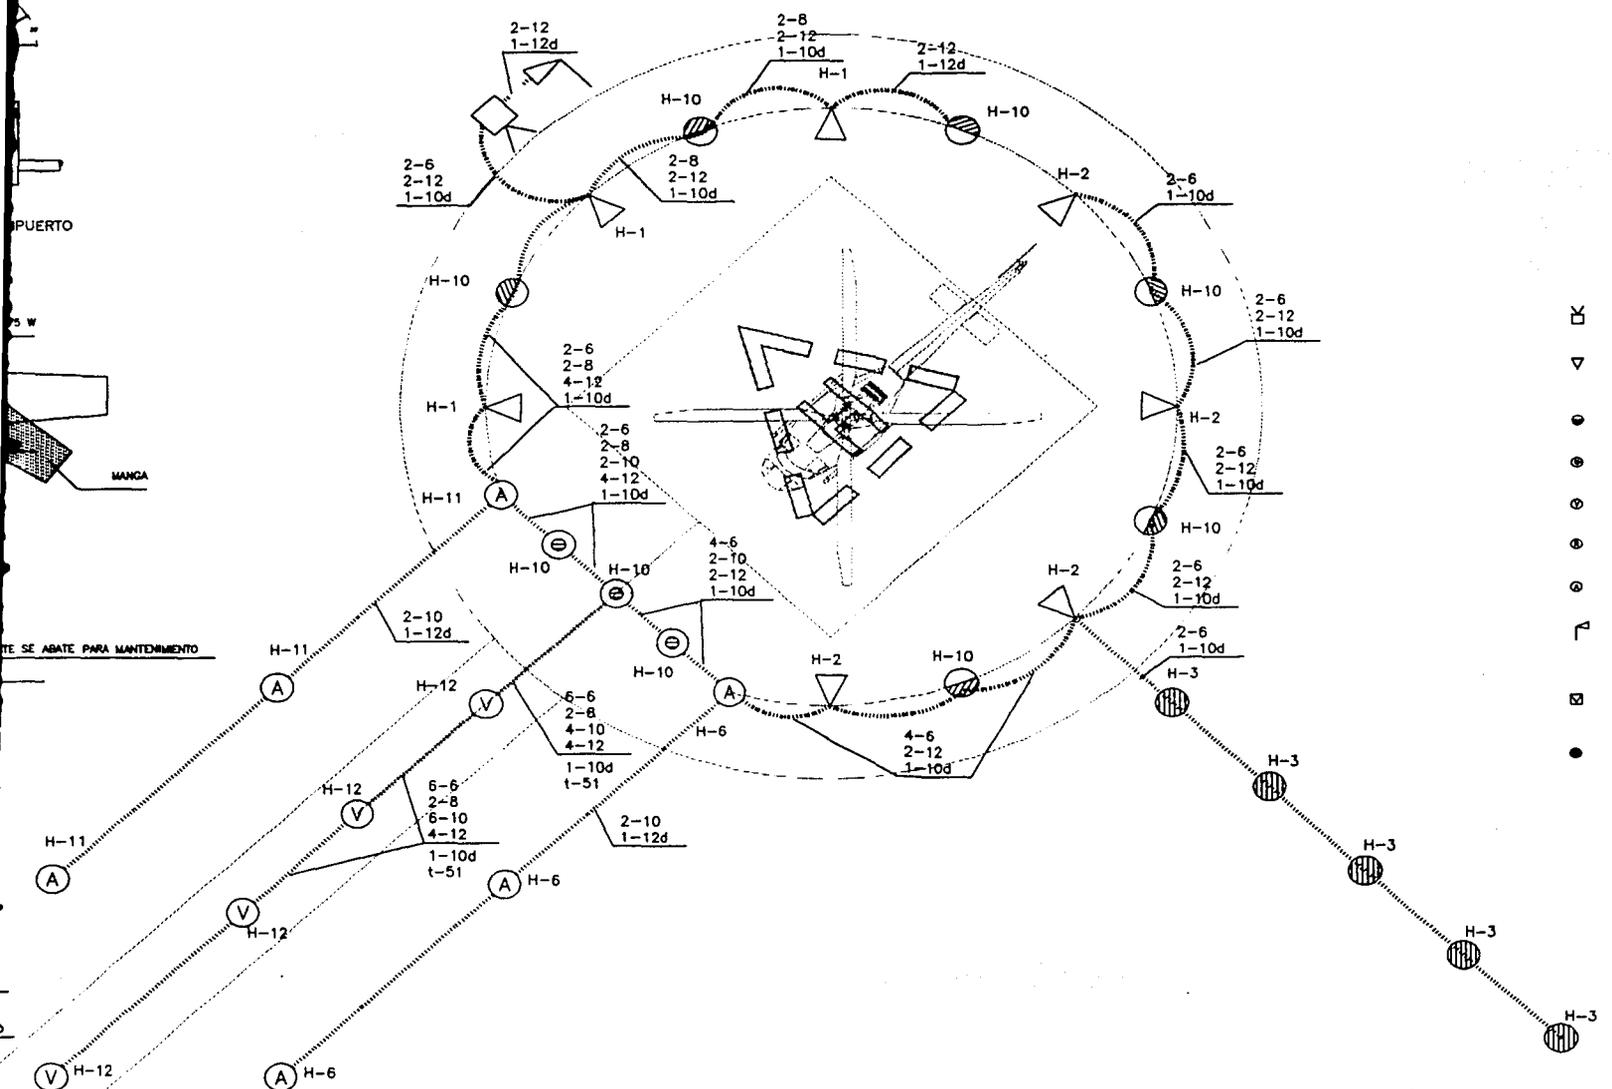 2-12
1-12d
2-8
2-12
1-10d
H-1
2-12
1-12d
H-10
H-10
2-6
2-12
1-10d
2-8
2-12
1-10d
H-2
2-6
1-10d
PUERTO
H-1
H-10
H-10
5 W
2-6
2-12
1-10d
2-6
2-8
4-12
1-10d
H-1
H-2
2-6
2-8
2-10
4-12
1-10d
2-6
2-12
1-10d
MANGA
H-11
A
H-10
H-10
H-10
4-6
2-10
2-12
1-10d
H-2
2-6
2-12
1-10d
2-10
1-12d
2-6
1-10d
TE SE ABATE PARA MANTENIMIENTO
H-11
A
H-10
H-2
H-10
H-3
H-12
V
A
H-6
6-6
2-8
4-10
4-12
1-10d
t-51
4-6
2-12
1-10d
H-3
H-12
V
6-6
2-8
6-10
4-12
1-10d
t-51
2-10
1-12d
H-11
A
H-3
A
H-6
V
H-12
H-3
H-3
V
H-12
A
H-6